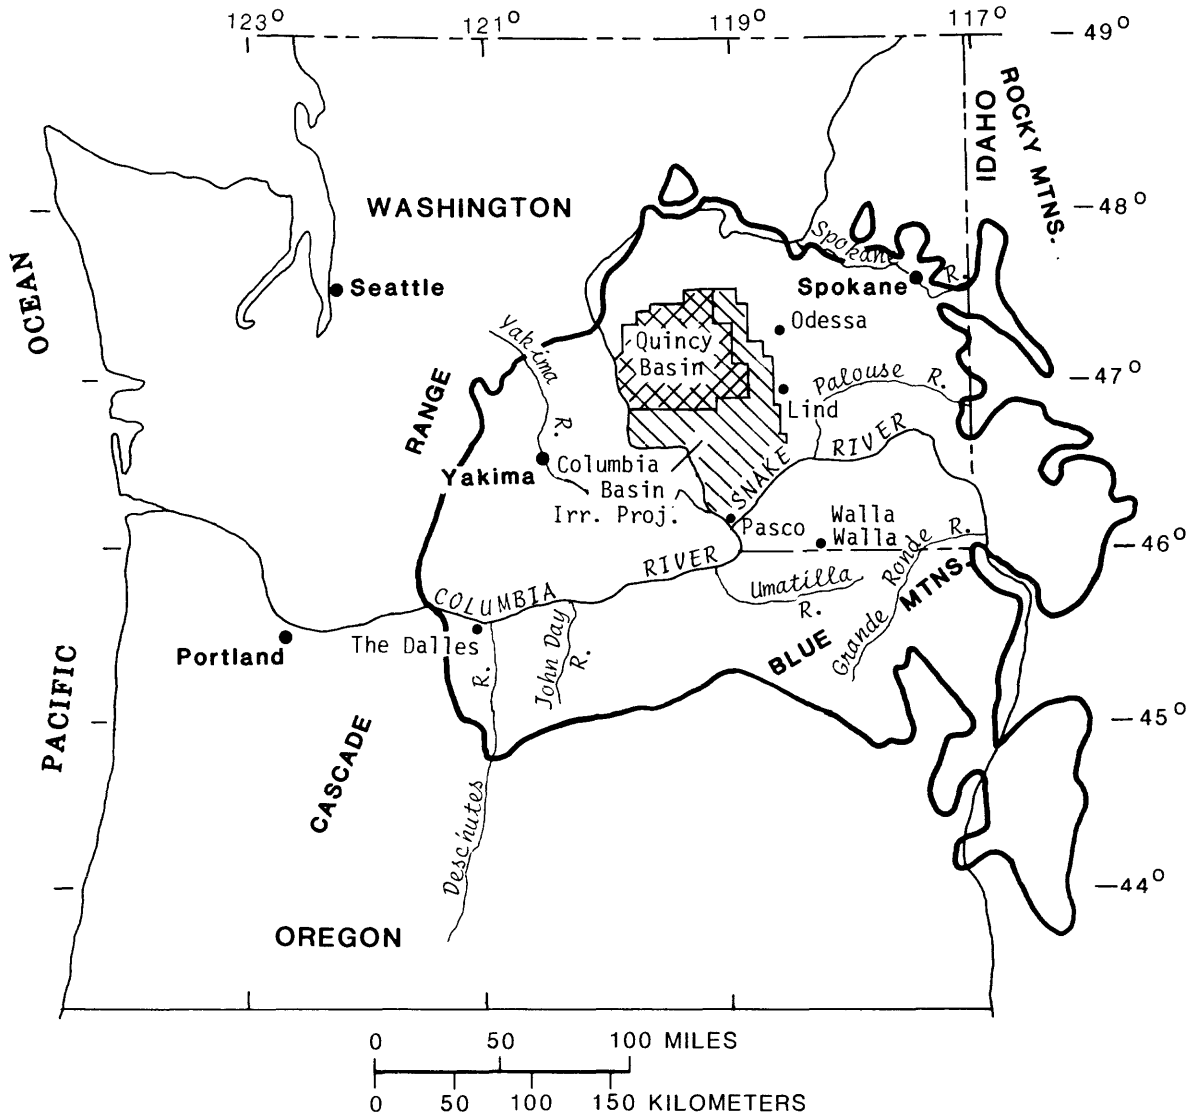 123° 121° 119° 117°
49°
IDAHO
ROCKY MTNS.
WASHINGTON
48°
OCEAN
Seattle
Spokane R.
Spokane
Odessa
Yakima R.
Quincy
Basin
47°
Palouse R.
Lind
RANGE
SNAKE RIVER
Yakima
Columbia
Basin
Irr. Proj.
Pasco
Walla
Walla
46°
COLUMBIA RIVER
Umatilla
R.
Grande Ronde R.
BLUE MTNS.
The Dalles
John Day
R.
Portland
PACIFIC
CASCADE
45°
Desc'nutes
R.
44°
OREGON
0 50 100 MILES
0 50 100 150 KILOMETERS